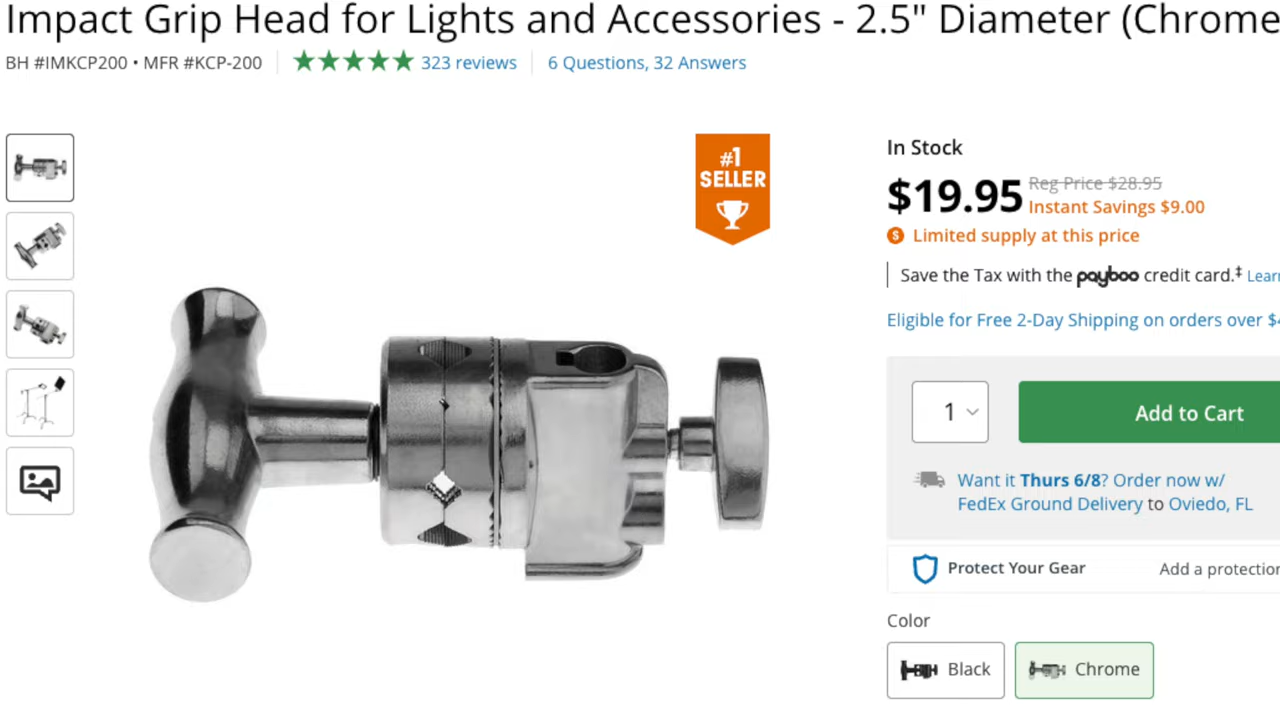 Impact Grip Head for Lights and Accessories - 2.5" Diameter (Chrome
BH #IMKCP200 • MFR #KCP-200
323 reviews
6 Questions, 32 Answers
#1
SELLER
In Stock
$19.95 Reg Price $28.95
Instant Savings $9.00
Limited supply at this price
Save the Tax with the payboo credit card.‡ Lear
Eligible for Free 2-Day Shipping on orders over $
1
Add to Cart
Want it Thurs 6/8? Order now w/
FedEx Ground Delivery to Oviedo, FL
Protect Your Gear
Add a protection
Color
Black
Chrome